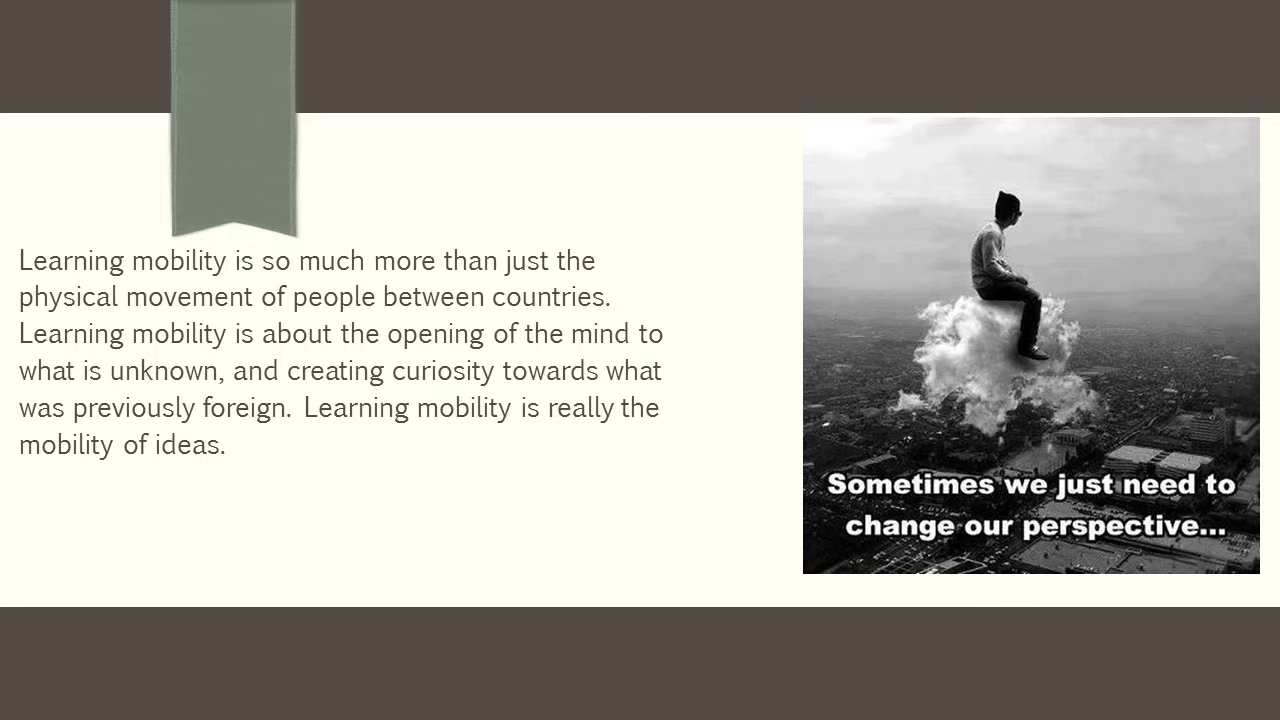 Learning mobility is so much more than just the
physical movement of people between countries.
Learning mobility is about the opening of the mind to
what is unknown, and creating curiosity towards what
was previously foreign. Learning mobility is really the
mobility of ideas.
Sometimes we just need to
change our perspective...